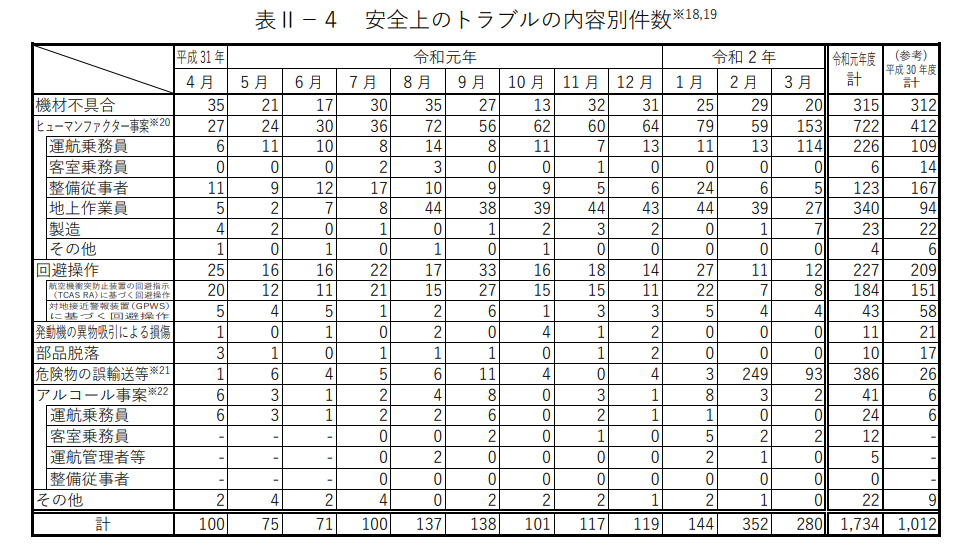 表Ⅱ－４　安全上のトラブルの内容別件数※18,19
平成 31 年 令和元年 令和２年 令和元年度 計 (参考) 平成 30 年度 計
４月 ５月 ６月 ７月 ８月 ９月 10 月 11 月 12 月 １月 ２月 ３月
機材不具合 35 21 17 30 35 27 13 32 31 25 29 20 315 312
ヒューマンファクター事案※20 27 24 30 36 72 56 62 60 64 79 59 153 722 412
運航乗務員 6 11 10 8 14 8 11 7 13 11 13 114 226 109
客室乗務員 0 0 0 2 3 0 0 1 0 0 0 0 6 14
整備従事者 11 9 12 17 10 9 9 5 6 24 6 5 123 167
地上作業員 5 2 7 8 44 38 39 44 43 44 39 27 340 94
製造 4 2 0 1 0 1 2 3 2 0 1 7 23 22
その他 1 0 1 0 1 0 1 0 0 0 0 0 4 6
回避操作 25 16 16 22 17 33 16 18 14 27 11 12 227 209
航空機衝突防止装置の回避指示（TCAS RA）に基づく回避操作 20 12 11 21 15 27 15 15 11 22 7 8 184 151
対地接近警報装置（GPWS）に基づく回避操作 5 4 5 1 2 6 1 3 3 5 4 4 43 58
発動機の異物吸引による損傷 1 0 1 0 2 0 4 1 2 0 0 0 11 21
部品脱落 3 1 0 1 1 1 0 1 2 0 0 0 10 17
危険物の誤輸送等※21 1 6 4 5 6 11 4 0 4 3 249 93 386 26
アルコール事案※22 6 3 1 2 4 8 0 3 1 8 3 2 41 6
運航乗務員 6 3 1 2 2 6 0 2 1 1 0 0 24 6
客室乗務員 - - - 0 0 2 0 1 0 5 2 2 12 -
運航管理者等 - - - 0 2 0 0 0 0 2 1 0 5 -
整備従事者 - - - 0 0 0 0 0 0 0 0 0 0 -
その他 2 4 2 4 0 2 2 2 1 2 1 0 22 9
計 100 75 71 100 137 138 101 117 119 144 352 280 1,734 1,012